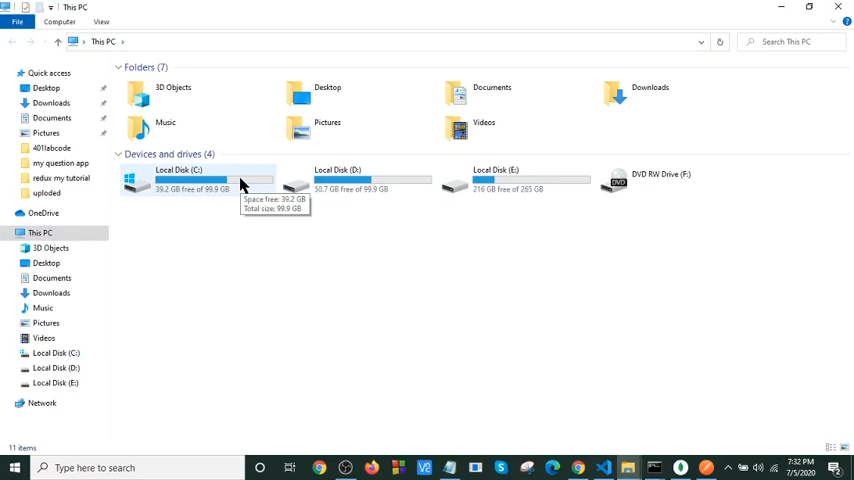 This PC
File Computer View
This PC
Search This PC
Quick access
Desktop
Downloads
Documents
Pictures
401labcode
my question app
redux my tutorial
uploded
OneDrive
This PC
3D Objects
Desktop
Documents
Downloads
Music
Pictures
Videos
Local Disk (C:)
Local Disk (D:)
Local Disk (E:)
Network
Folders (7)
3D Objects
Desktop
Documents
Downloads
Music
Pictures
Videos
Devices and drives (4)
Local Disk (C:)
39.2 GB free of 99.9 GB
Local Disk (D:)
50.7 GB free of 99.9 GB
Local Disk (E:)
216 GB free of 265 GB
DVD RW Drive (F:)
DVD
Space free: 39.2 GB
Total size: 99.9 GB
11 items
Type here to search
7:32 PM
7/5/2020
2